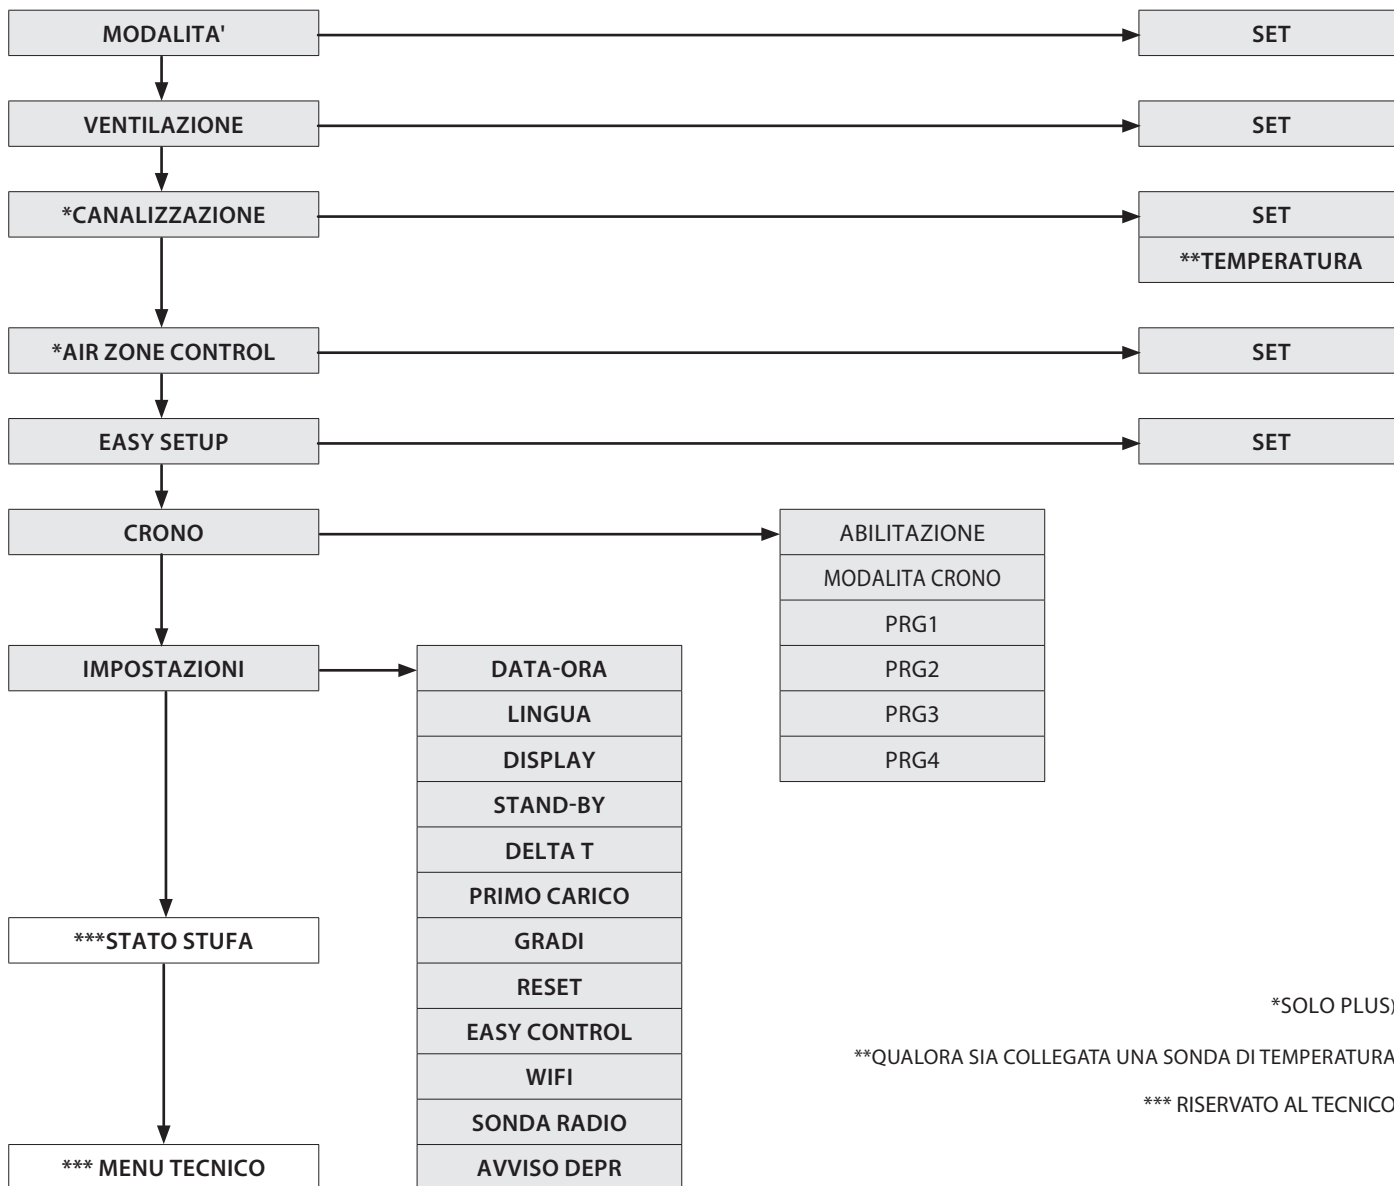 MODALITA'
SET
VENTILAZIONE
SET
*CANALIZZAZIONE
SET
**TEMPERATURA
*AIR ZONE CONTROL
SET
EASY SETUP
SET
CRONO
ABILITAZIONE
MODALITA CRONO
PRG1
PRG2
PRG3
PRG4
IMPOSTAZIONI
DATA-ORA
LINGUA
DISPLAY
STAND-BY
DELTA T
PRIMO CARICO
GRADI
RESET
EASY CONTROL
WIFI
SONDA RADIO
AVVISO DEPR
***STATO STUFA
*** MENU TECNICO
*SOLO PLUS)
**QUALORA SIA COLLEGATA UNA SONDA DI TEMPERATURA
*** RISERVATO AL TECNICO